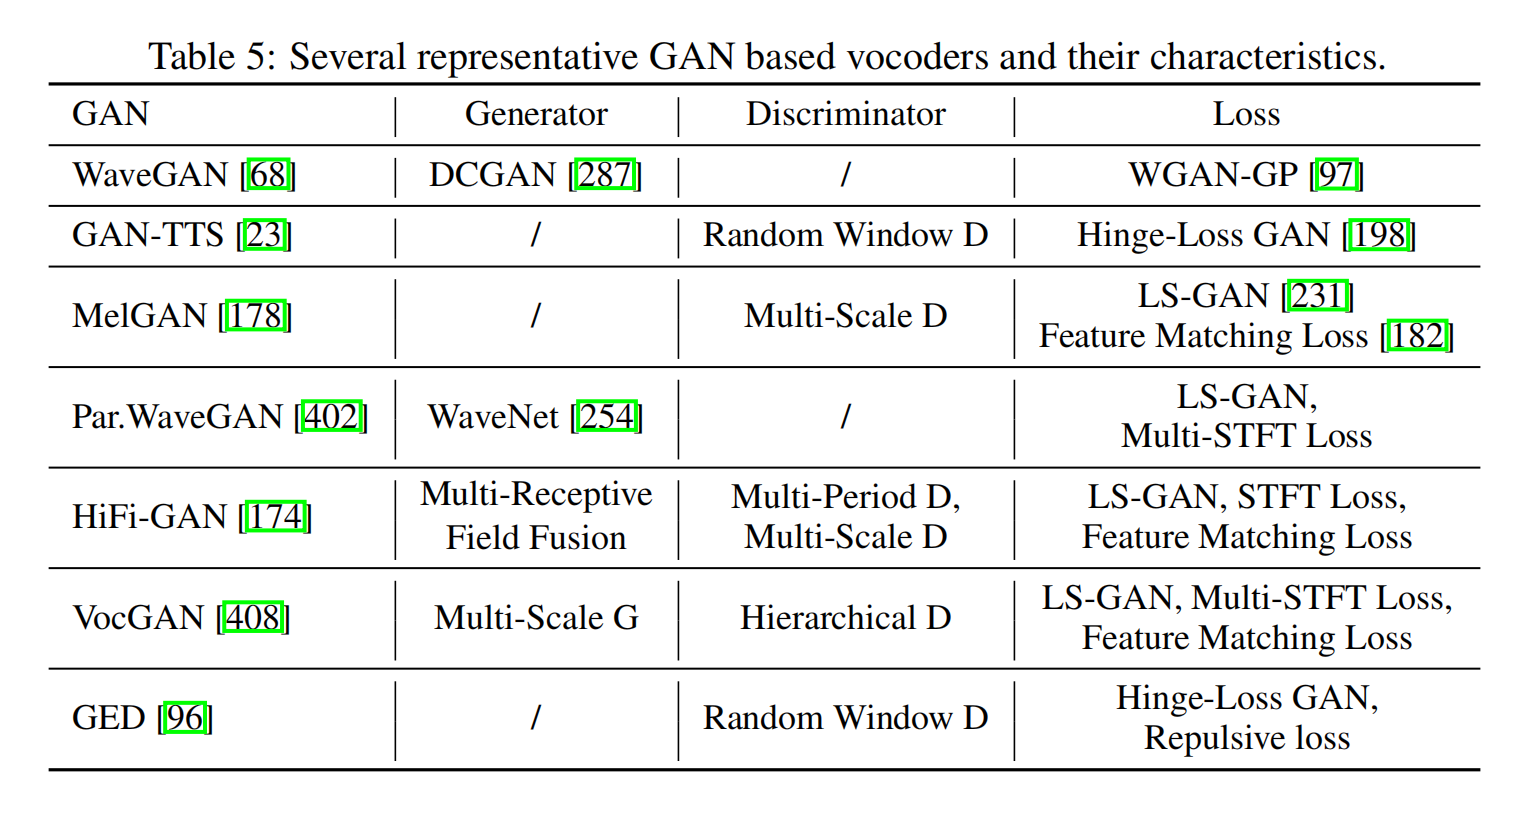 Table 5: Several representative GAN based vocoders and their characteristics.
GAN Generator Discriminator Loss
WaveGAN [68] DCGAN [287] / WGAN-GP [97]
GAN-TTS [23] / Random Window D Hinge-Loss GAN [198]
MelGAN [178] / Multi-Scale D LS-GAN [231]
Feature Matching Loss [182]
Par.WaveGAN [402] WaveNet [254] / LS-GAN,
Multi-STFT Loss
HiFi-GAN [174] Multi-Receptive Multi-Period D, LS-GAN, STFT Loss,
Field Fusion Multi-Scale D Feature Matching Loss
VocGAN [408] Multi-Scale G Hierarchical D LS-GAN, Multi-STFT Loss,
Feature Matching Loss
GED [96] / Random Window D Hinge-Loss GAN,
Repulsive loss